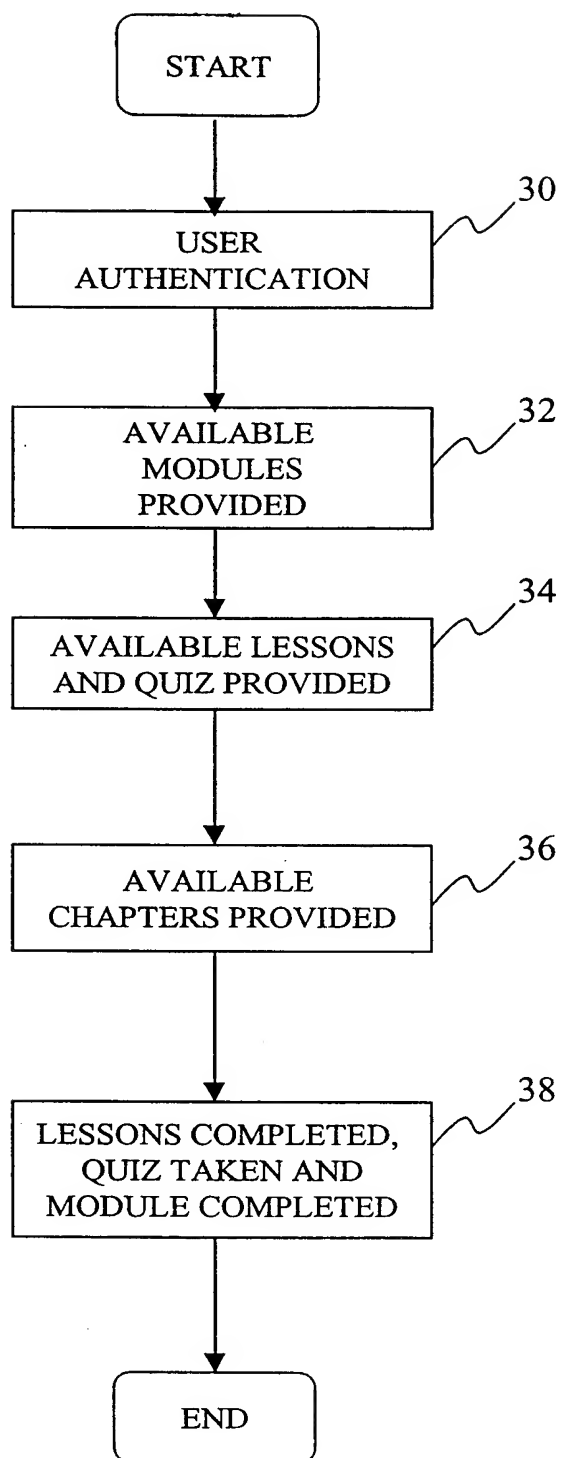 START
30
USER
AUTHENTICATION
32
AVAILABLE
MODULES
PROVIDED
34
AVAILABLE LESSONS
AND QUIZ PROVIDED
36
AVAILABLE
CHAPTERS PROVIDED
38
LESSONS COMPLETED,
QUIZ TAKEN AND
MODULE COMPLETED
END